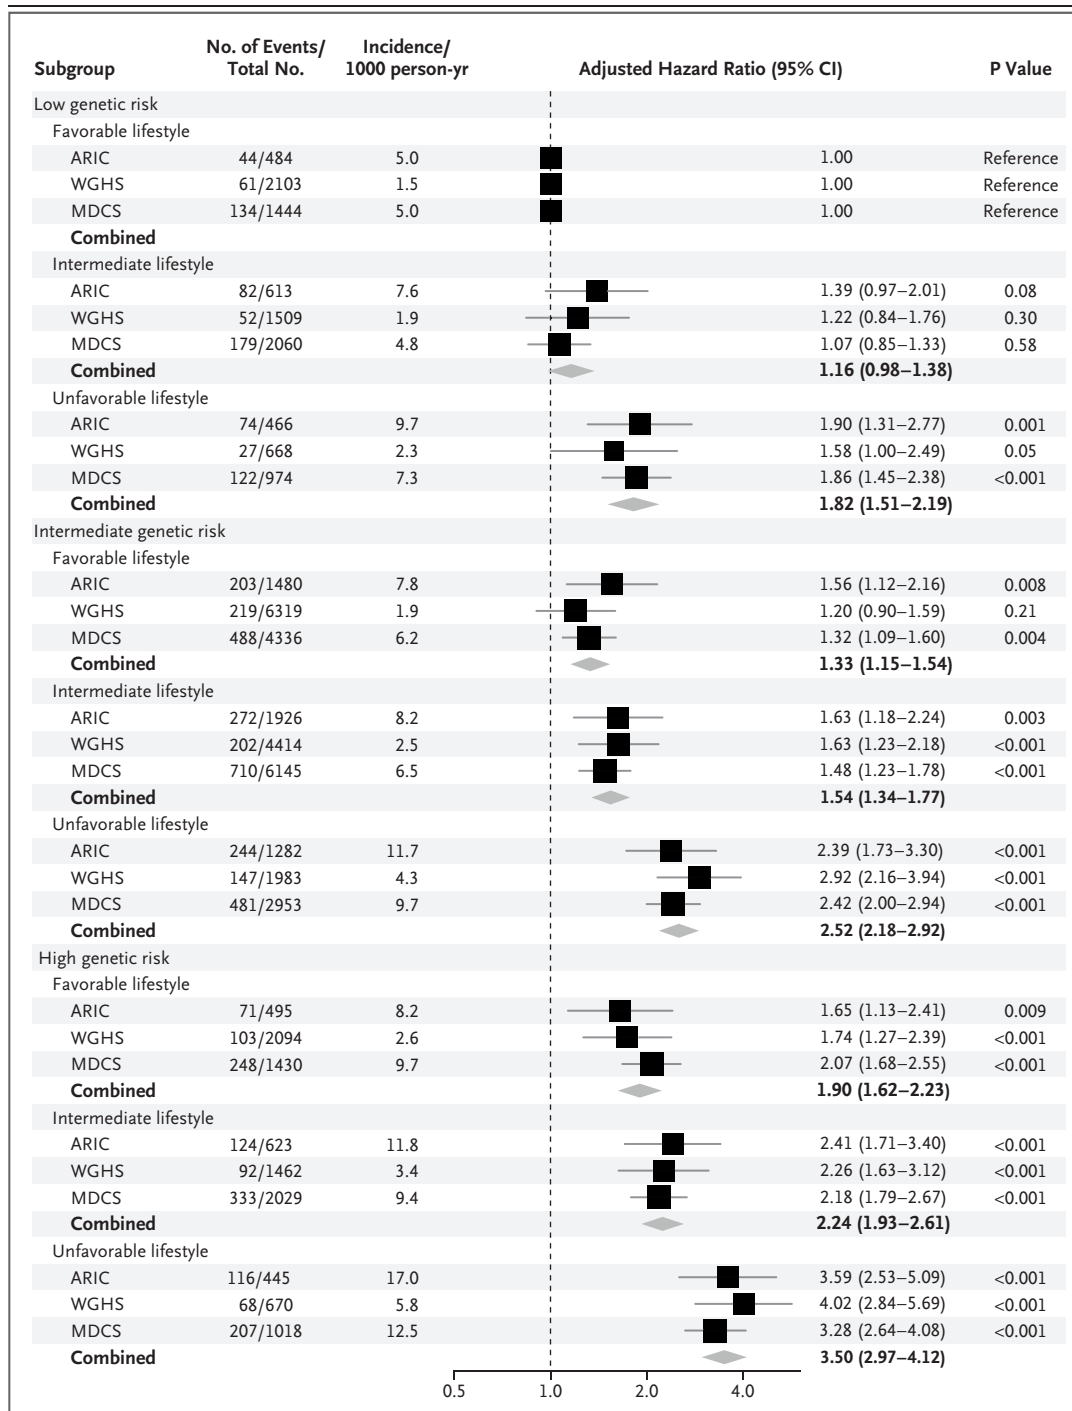 Subgroup No. of Events/ Total No. Incidence/ 1000 person-yr Adjusted Hazard Ratio (95% CI) P Value
Low genetic risk
Favorable lifestyle
ARIC 44/484 5.0 1.00 Reference
WGHS 61/2103 1.5 1.00 Reference
MDCS 134/1444 5.0 1.00 Reference
Combined
Intermediate lifestyle
ARIC 82/613 7.6 1.39 (0.97–2.01) 0.08
WGHS 52/1509 1.9 1.22 (0.84–1.76) 0.30
MDCS 179/2060 4.8 1.07 (0.85–1.33) 0.58
Combined 1.16 (0.98–1.38)
Unfavorable lifestyle
ARIC 74/466 9.7 1.90 (1.31–2.77) 0.001
WGHS 27/668 2.3 1.58 (1.00–2.49) 0.05
MDCS 122/974 7.3 1.86 (1.45–2.38) <0.001
Combined 1.82 (1.51–2.19)
Intermediate genetic risk
Favorable lifestyle
ARIC 203/1480 7.8 1.56 (1.12–2.16) 0.008
WGHS 219/6319 1.9 1.20 (0.90–1.59) 0.21
MDCS 488/4336 6.2 1.32 (1.09–1.60) 0.004
Combined 1.33 (1.15–1.54)
Intermediate lifestyle
ARIC 272/1926 8.2 1.63 (1.18–2.24) 0.003
WGHS 202/4414 2.5 1.63 (1.23–2.18) <0.001
MDCS 710/6145 6.5 1.48 (1.23–1.78) <0.001
Combined 1.54 (1.34–1.77)
Unfavorable lifestyle
ARIC 244/1282 11.7 2.39 (1.73–3.30) <0.001
WGHS 147/1983 4.3 2.92 (2.16–3.94) <0.001
MDCS 481/2953 9.7 2.42 (2.00–2.94) <0.001
Combined 2.52 (2.18–2.92)
High genetic risk
Favorable lifestyle
ARIC 71/495 8.2 1.65 (1.13–2.41) 0.009
WGHS 103/2094 2.6 1.74 (1.27–2.39) <0.001
MDCS 248/1430 9.7 2.07 (1.68–2.55) <0.001
Combined 1.90 (1.62–2.23)
Intermediate lifestyle
ARIC 124/623 11.8 2.41 (1.71–3.40) <0.001
WGHS 92/1462 3.4 2.26 (1.63–3.12) <0.001
MDCS 333/2029 9.4 2.18 (1.79–2.67) <0.001
Combined 2.24 (1.93–2.61)
Unfavorable lifestyle
ARIC 116/445 17.0 3.59 (2.53–5.09) <0.001
WGHS 68/670 5.8 4.02 (2.84–5.69) <0.001
MDCS 207/1018 12.5 3.28 (2.64–4.08) <0.001
Combined 3.50 (2.97–4.12)
0.5 1.0 2.0 4.0